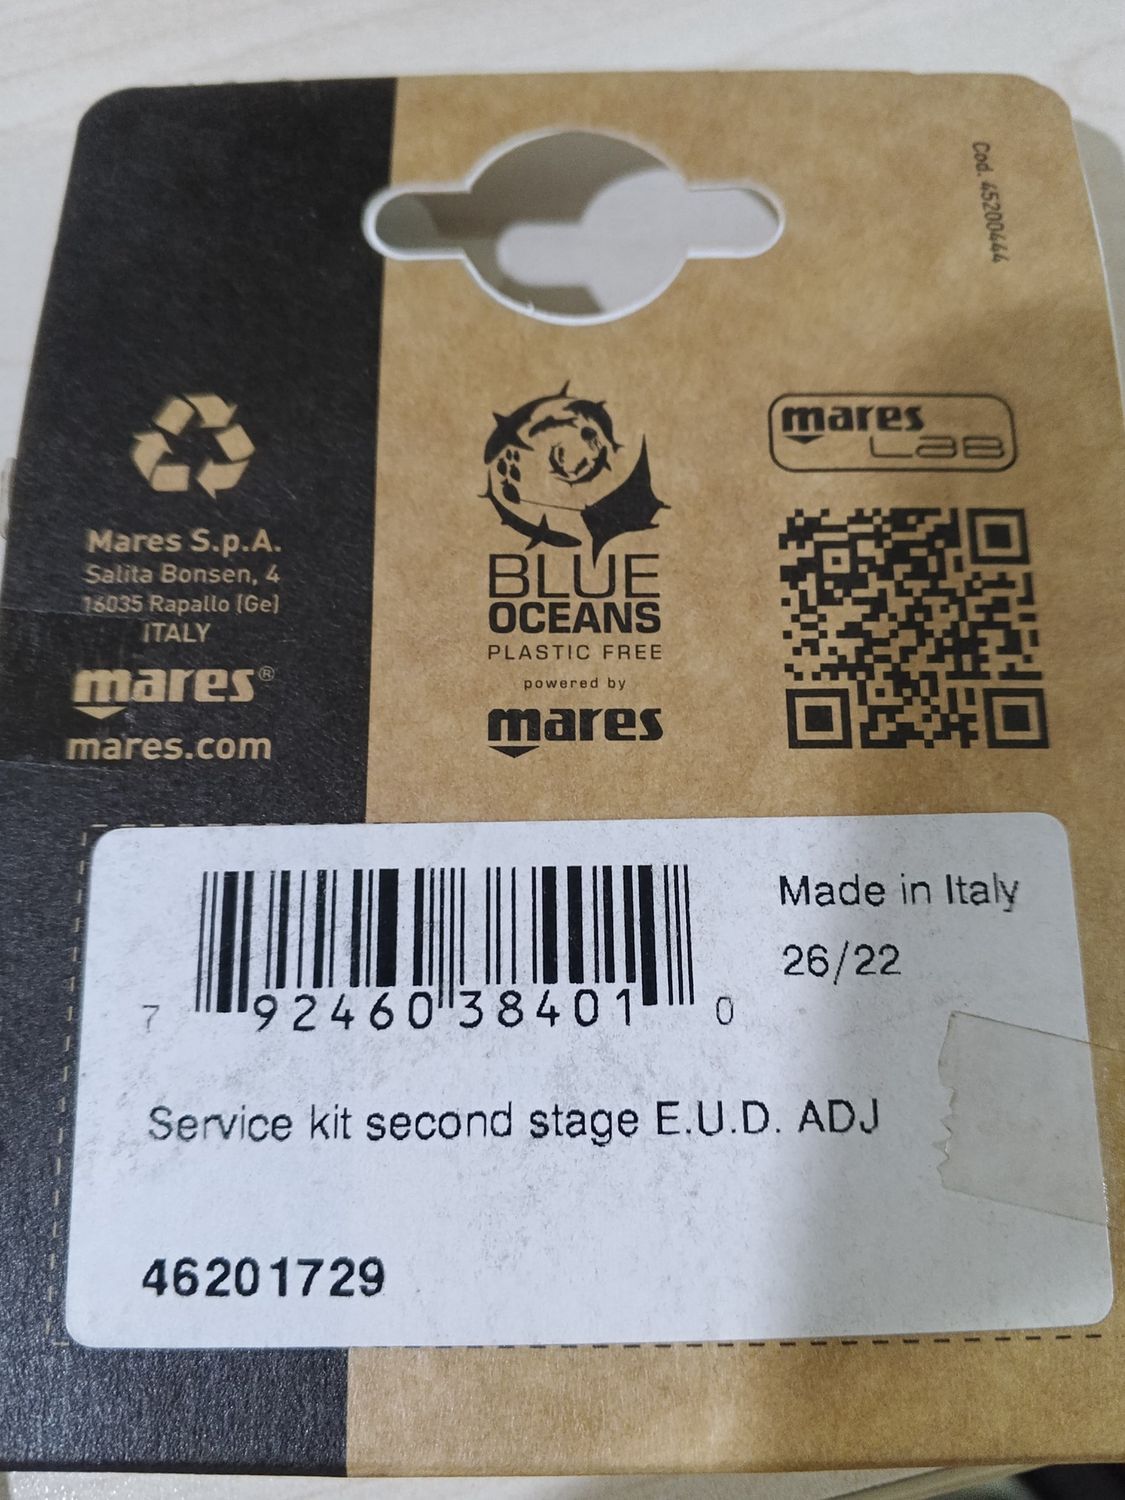 Cod. 45200444
Mares S.p.A.
Salita Bonsen, 4
16035 Rapallo (Ge)
ITALY
mares®
mares.com
BLUE
OCEANS
PLASTIC FREE
powered by
mares
mares
LAB
7 92460 38401 0
Made in Italy
26/22
Service kit second stage E.U.D. ADJ
46201729